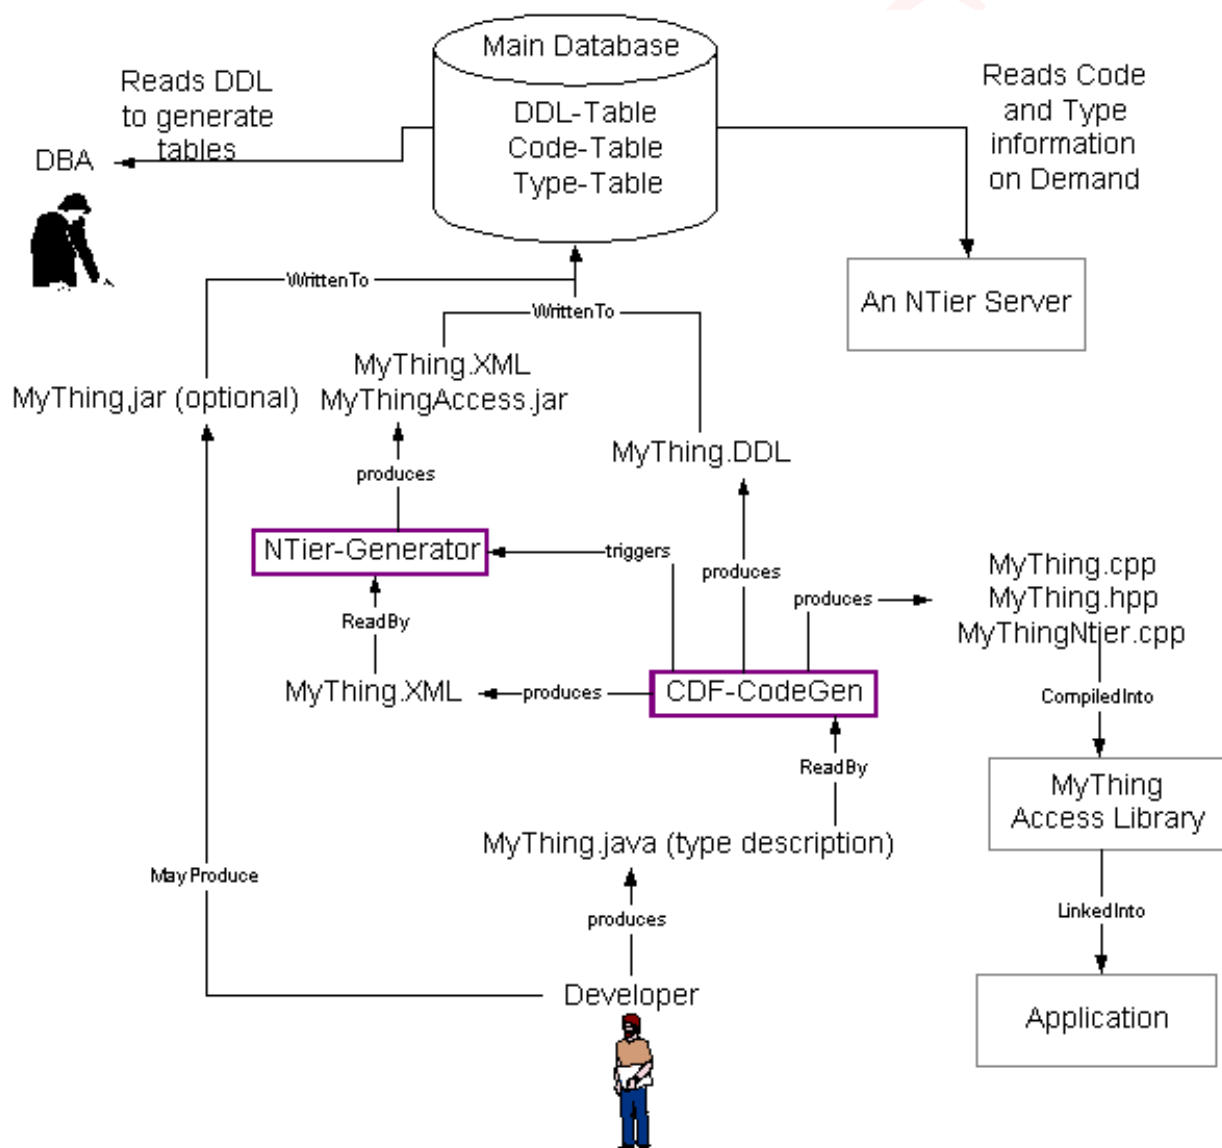 Main Database
DDL-Table
Code-Table
Type-Table
Reads DDL
to generate
tables
DBA
Reads Code
and Type
information
on Demand
An NTier Server
WrittenTo
WrittenTo
MyThing.jar (optional)
MyThing.XML
MyThingAccess.jar
MyThing.DDL
produces
NTier-Generator
triggers
produces
produces
MyThing.cpp
MyThing.hpp
MyThingNtier.cpp
ReadBy
MyThing.XML
produces
CDF-CodeGen
CompiledInto
ReadBy
MyThing
Access Library
MyThing.java (type description)
MayProduce
produces
LinkedInto
Developer
Application